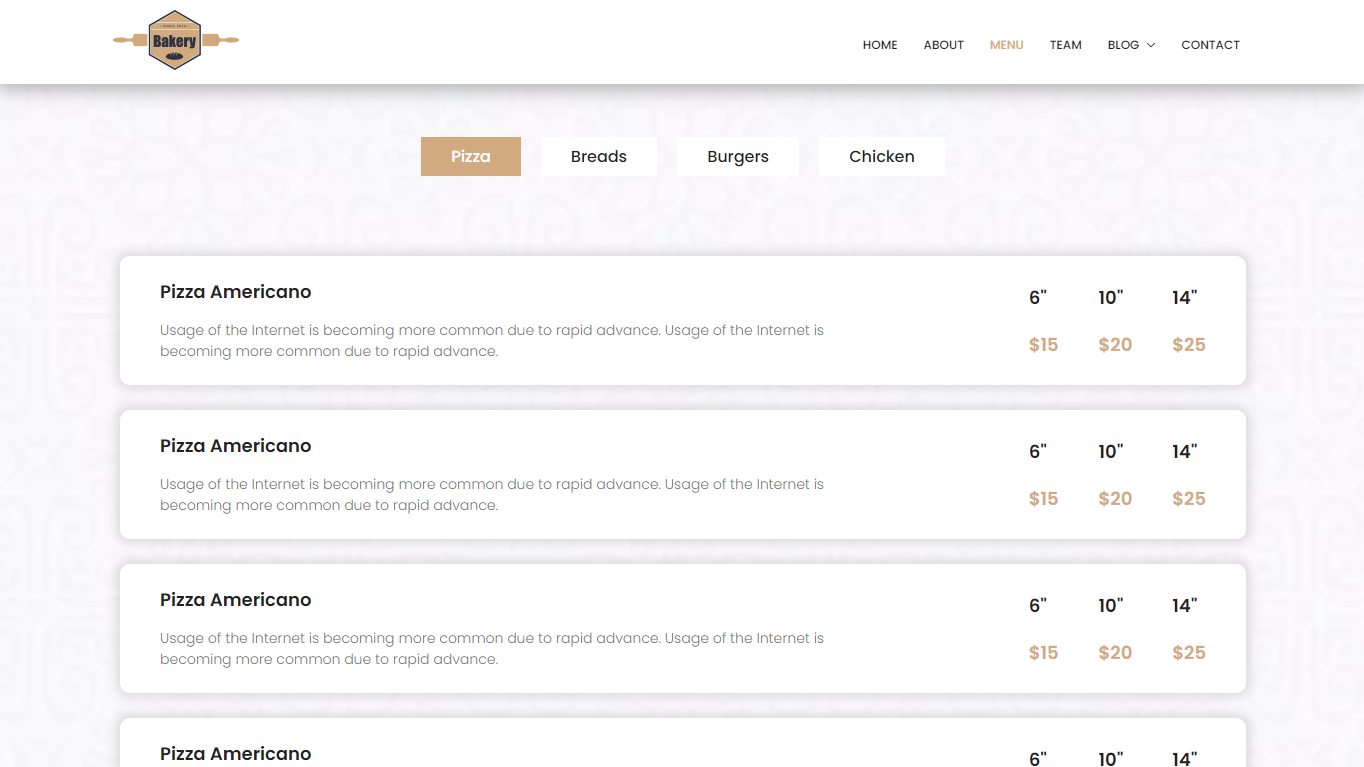 SINCE 2010
Bakery
HOME ABOUT MENU TEAM BLOG CONTACT
Pizza Breads Burgers Chicken
Pizza Americano
6" 10" 14"
Usage of the Internet is becoming more common due to rapid advance. Usage of the Internet is
becoming more common due to rapid advance.
$15 $20 $25
Pizza Americano
6" 10" 14"
Usage of the Internet is becoming more common due to rapid advance. Usage of the Internet is
becoming more common due to rapid advance.
$15 $20 $25
Pizza Americano
6" 10" 14"
Usage of the Internet is becoming more common due to rapid advance. Usage of the Internet is
becoming more common due to rapid advance.
$15 $20 $25
Pizza Americano
6" 10" 14"